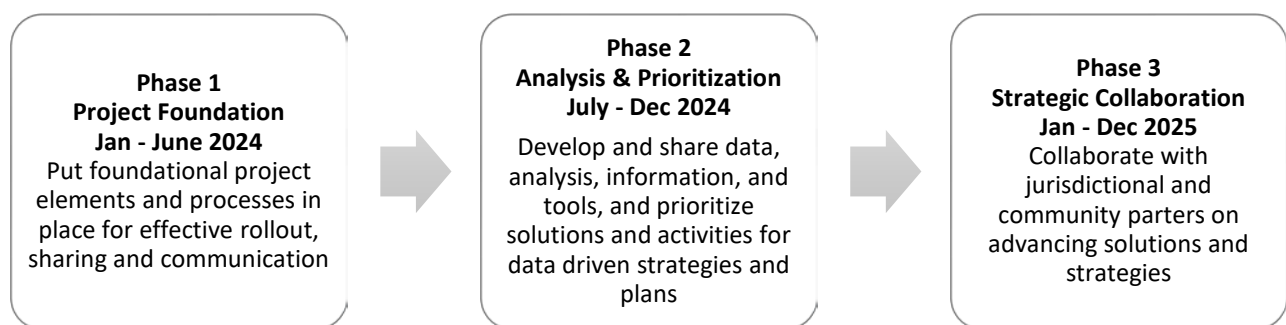 Phase 1
Project Foundation
Jan - June 2024
Put foundational project
elements and processes in
place for effective rollout,
sharing and communication
Phase 2
Analysis & Prioritization
July - Dec 2024
Develop and share data,
analysis, information, and
tools, and prioritize
solutions and activities for
data driven strategies and
plans
Phase 3
Strategic Collaboration
Jan - Dec 2025
Collaborate with
jurisdictional and
community parters on
advancing solutions and
strategies